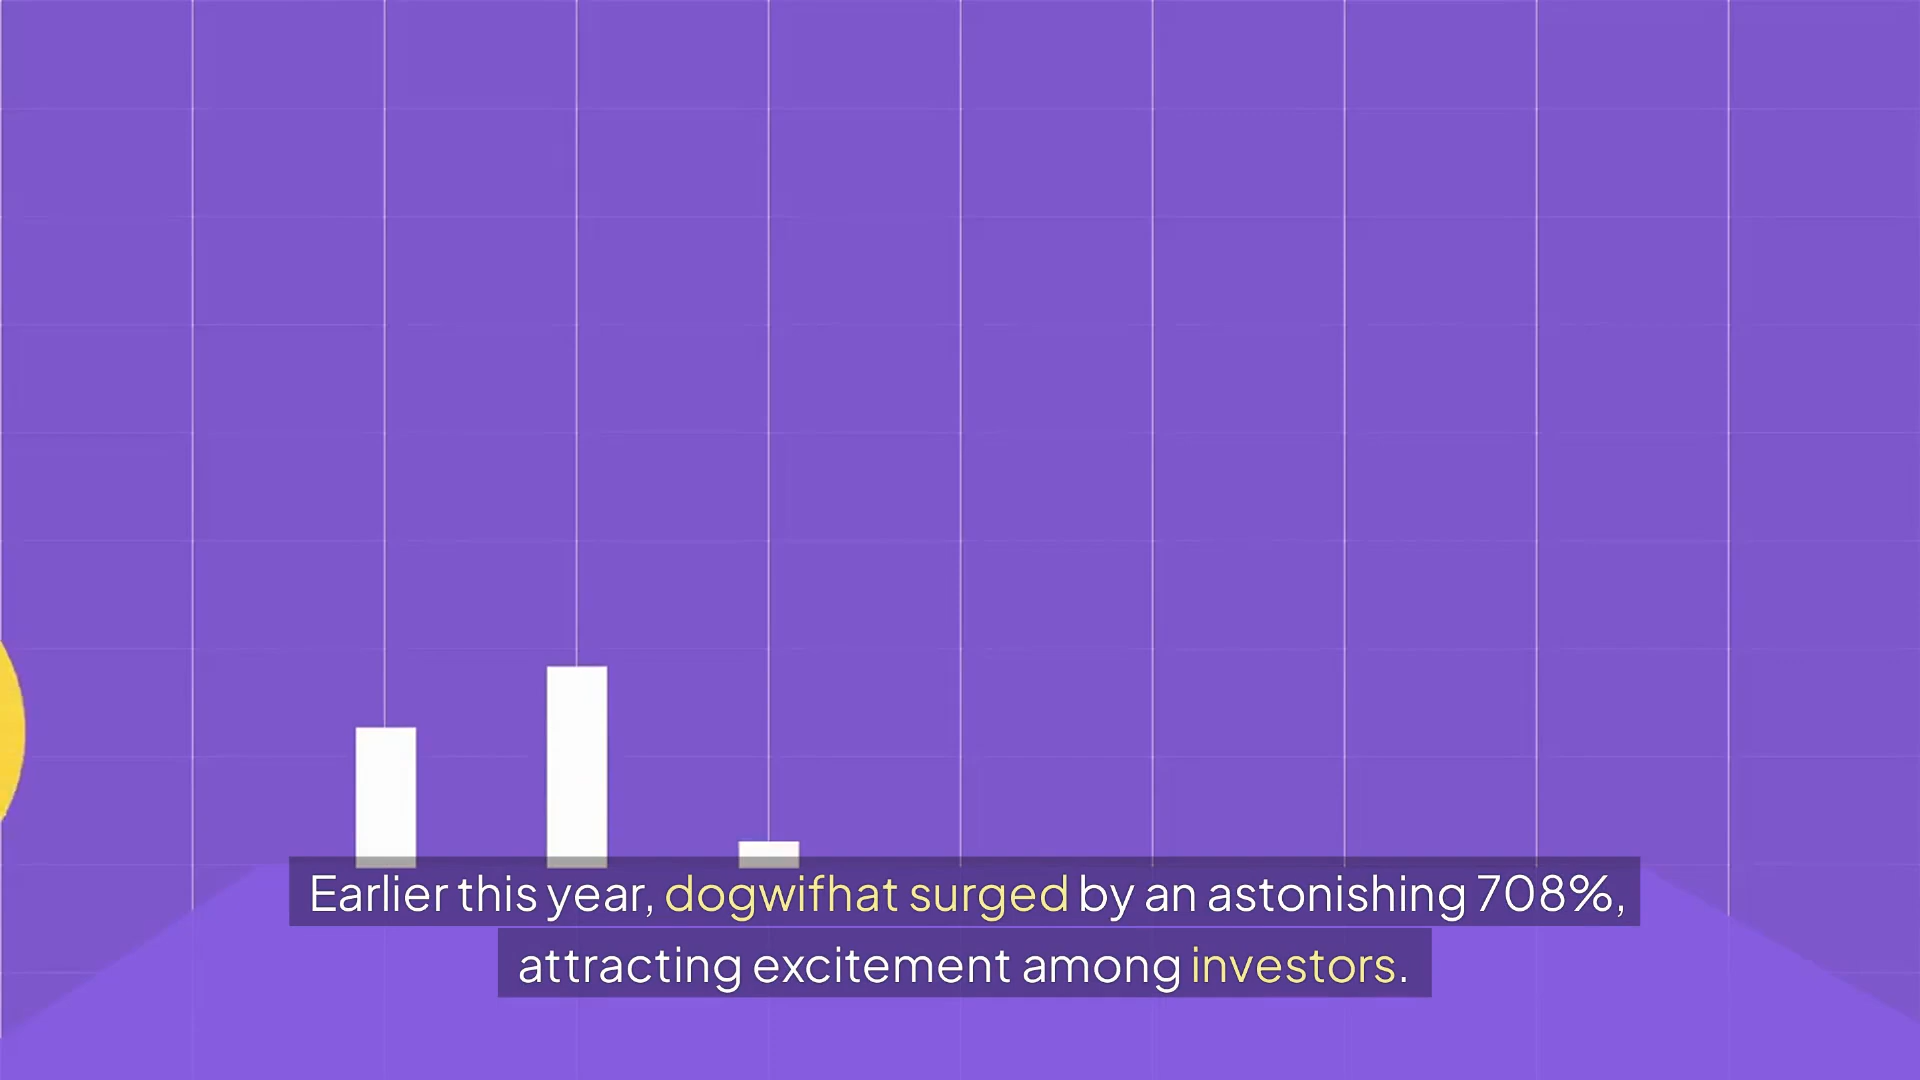 Earlier this year, dogwifhat surged by an astonishing 708%,
attracting excitement among investors.